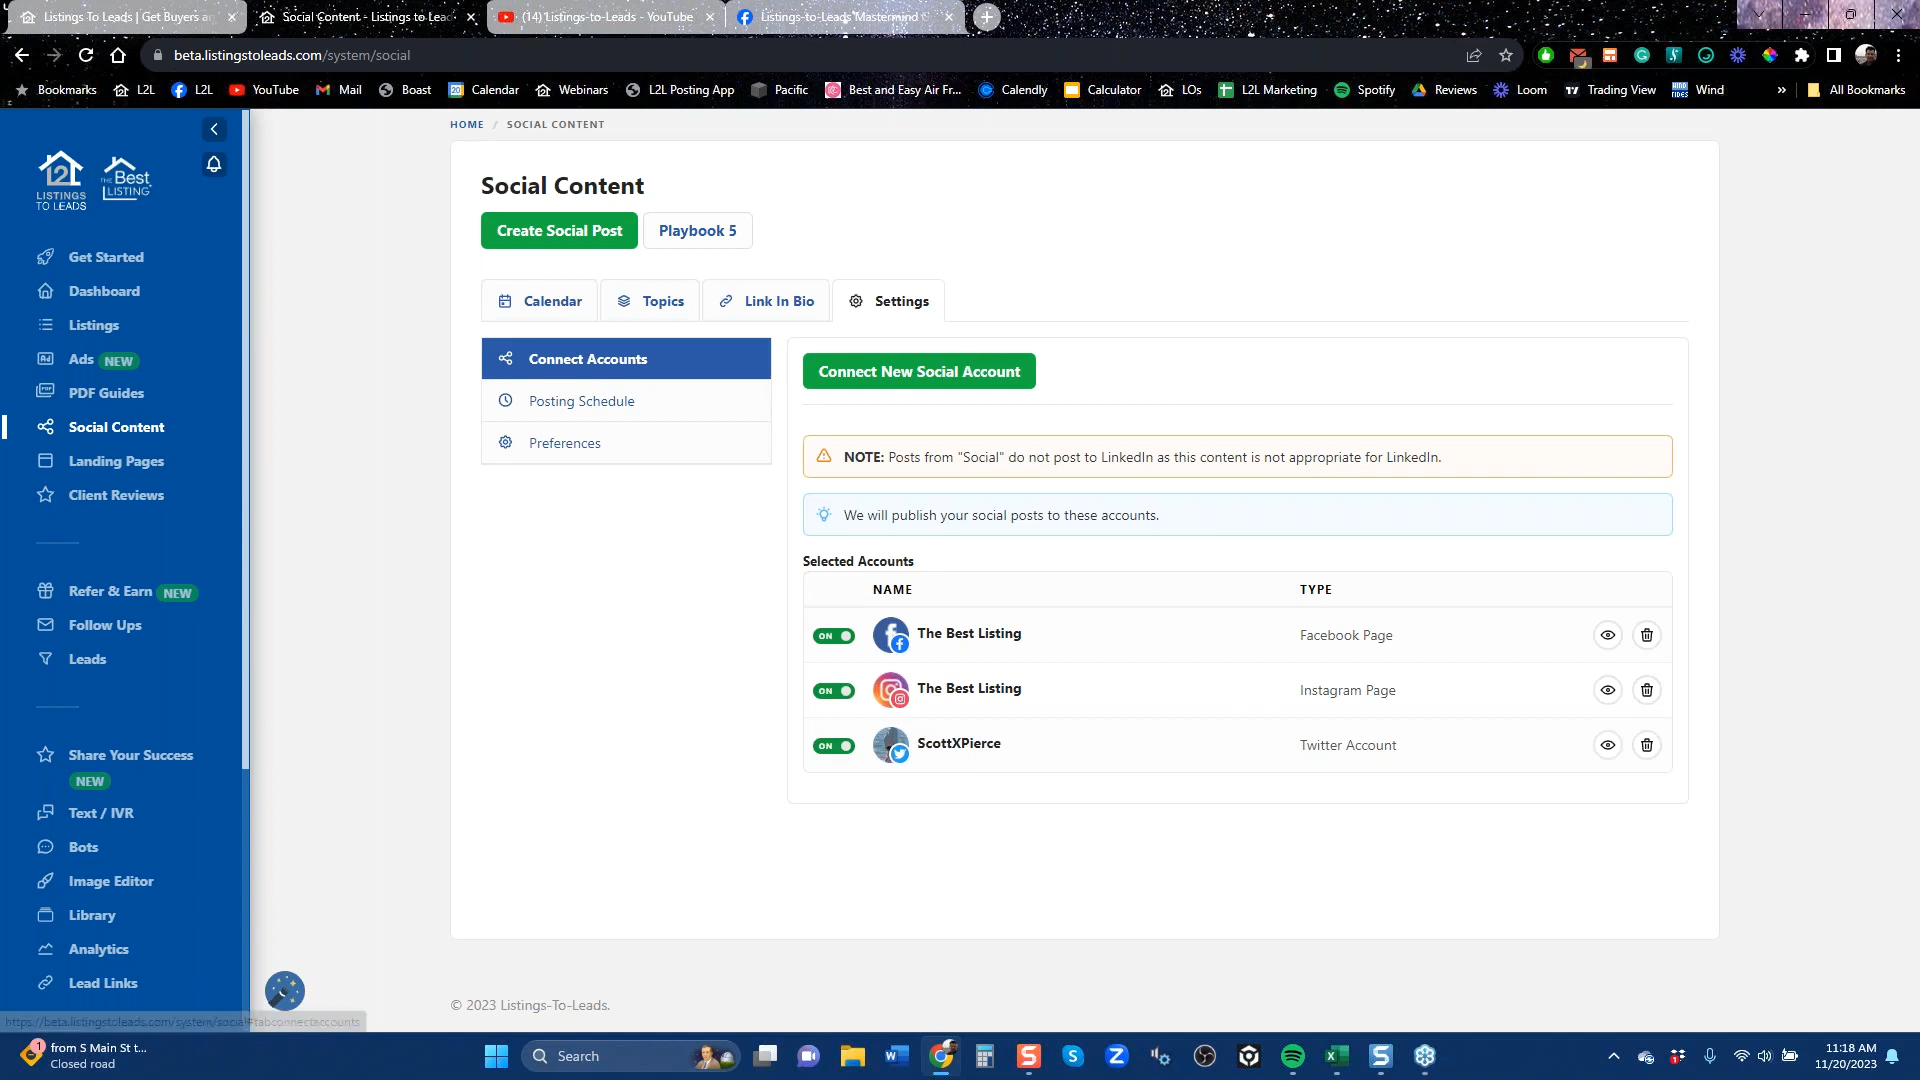 Listings To Leads | Get Buyers an
Social Content - Listings to Lead
(14) Listings-to-Leads - YouTube
Listings-to-Leads Mastermind
beta.listingstoleads.com/system/social
Bookmarks L2L L2L YouTube Mail Boast Calendar Webinars L2L Posting App Pacific Best and Easy Air Fr... Calendly Calculator LOs L2L Marketing Spotify Reviews Loom Trading View Wind » All Bookmarks
L2L
LISTINGS
TO LEADS
THE Best
LISTING
Get Started
Dashboard
Listings
Ads NEW
PDF Guides
Social Content
Landing Pages
Client Reviews
Refer & Earn NEW
Follow Ups
Leads
Share Your Success
NEW
Text / IVR
Bots
Image Editor
Library
Analytics
Lead Links
https://beta.listingstoleads.com/system/social#tabconnectaccounts
HOME / SOCIAL CONTENT
Social Content
Create Social Post Playbook 5
Calendar Topics Link In Bio Settings
Connect Accounts
Posting Schedule
Preferences
Connect New Social Account
NOTE: Posts from "Social" do not post to LinkedIn as this content is not appropriate for LinkedIn.
We will publish your social posts to these accounts.
Selected Accounts
NAME TYPE
ON The Best Listing Facebook Page
ON The Best Listing Instagram Page
ON ScottXPierce Twitter Account
© 2023 Listings-To-Leads.
1 from S Main St t...
Closed road
Search
11:18 AM
11/20/2023